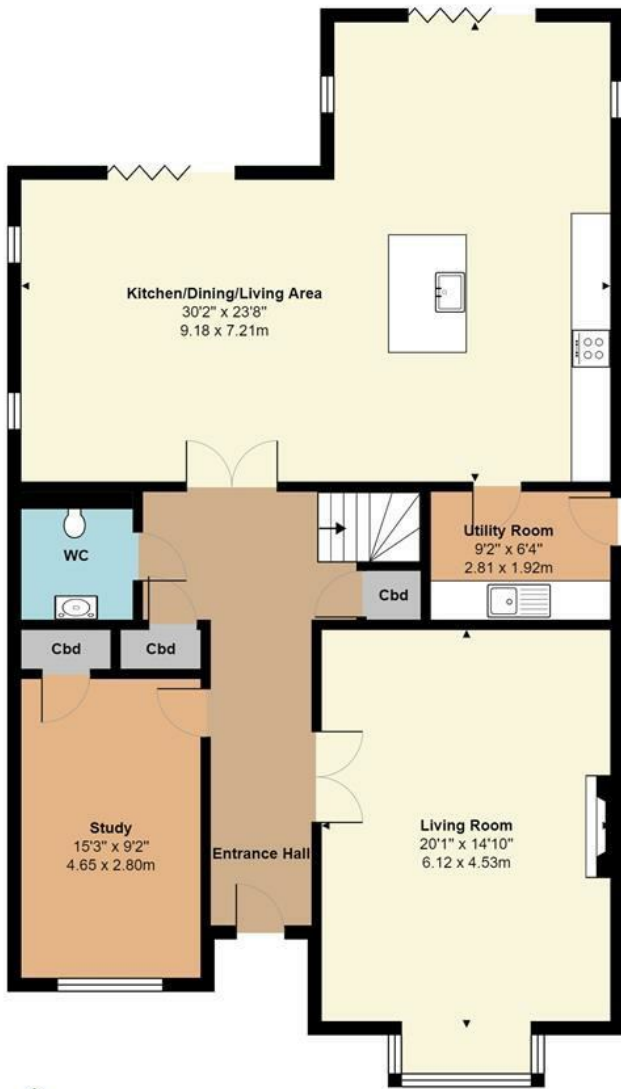 Kitchen/Dining/Living Area
30'2" x 23'8"
9.18 x 7.21m
WC
Utility Room
9'2" x 6'4"
2.81 x 1.92m
Cbd
Cbd
Cbd
Study
15'3" x 9'2"
4.65 x 2.80m
Entrance Hall
Living Room
20'1" x 14'10"
6.12 x 4.53m